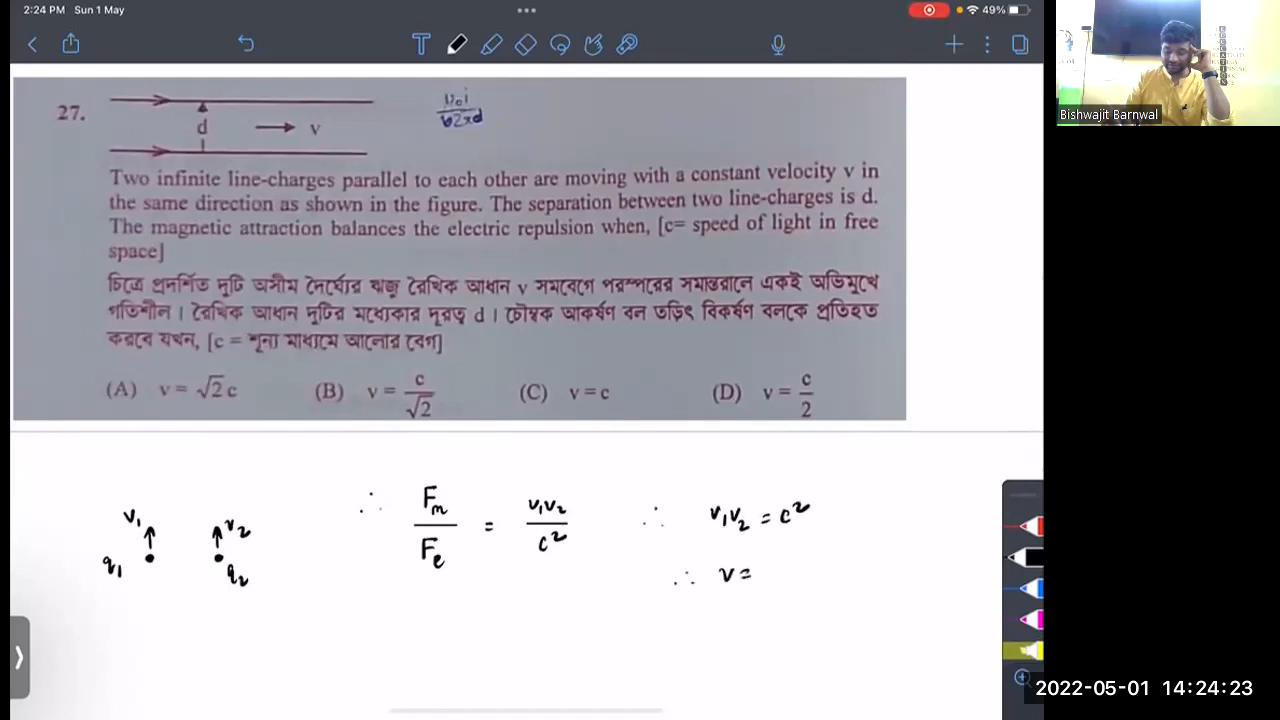 2:24 PM Sun 1 May
49%
Bishwajit Barnwal
27.
d
v
μ₀i
2πd
Two infinite line-charges parallel to each other are moving with a constant velocity v in
the same direction as shown in the figure. The separation between two line-charges is d.
The magnetic attraction balances the electric repulsion when, [c= speed of light in free
space]
চিত্রে প্রদর্শিত দুটি অসীম দৈর্ঘ্যের ঋজু রৈখিক আধান v সমবেগে পরস্পরের সমান্তরালে একই অভিমুখে
গতিশীল। রৈখিক আধান দুটির মধ্যেকার দূরত্ব d। চৌম্বক আকর্ষণ বল তড়িৎ বিকর্ষণ বলকে প্রতিহত
করবে যখন, [c = শূন্য মাধ্যমে আলোর বেগ]
(A) v = √2 c (B) v = c/√2 (C) v = c (D) v = c/2
v₁ v₂
q₁ q₂
∴ Fm/Fe = v₁v₂/c² ∴ v₁v₂ = c²
∴ v =
2022-05-01 14:24:23